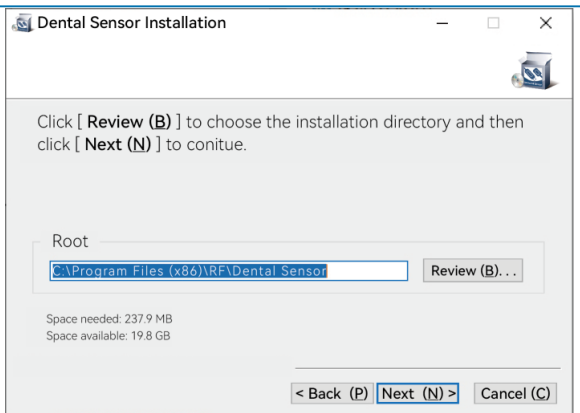 Dental Sensor Installation
Click [ Review (B) ] to choose the installation directory and then
click [ Next (N) ] to conitue.
Root
C:\Program Files (x86)\RF\Dental Sensor
Review (B). . .
Space needed: 237.9 MB
Space available: 19.8 GB
< Back (P) Next (N) > Cancel (C)